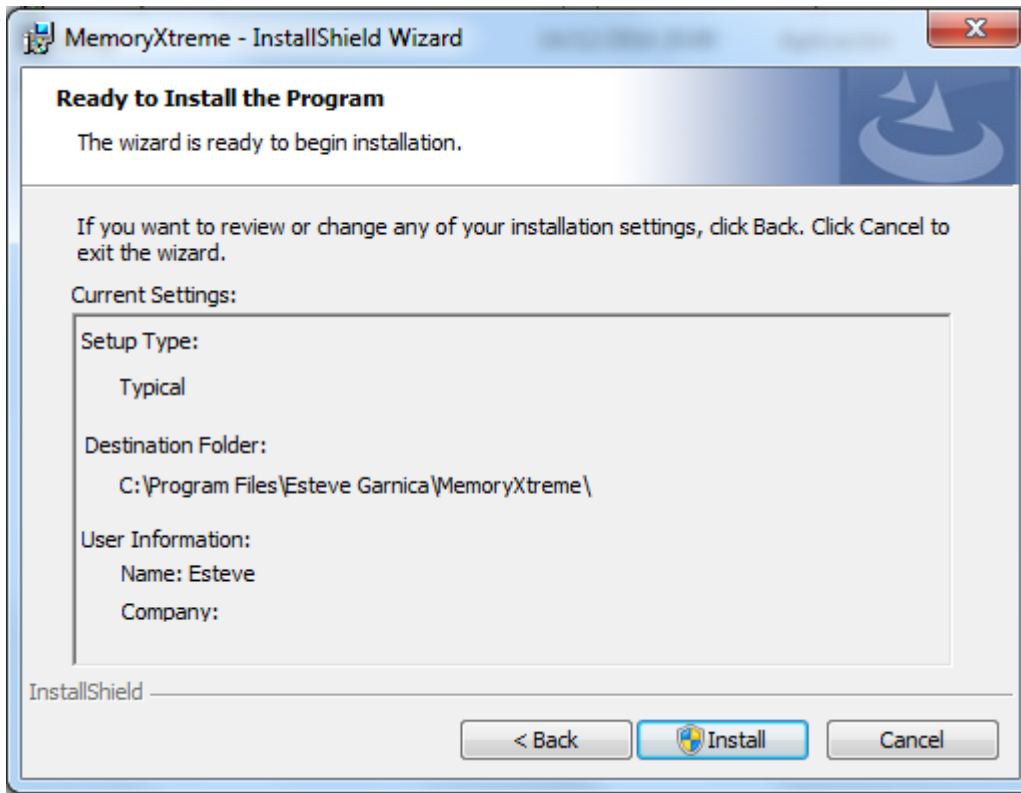 MemoryXtreme - InstallShield Wizard
Ready to Install the Program
The wizard is ready to begin installation.
If you want to review or change any of your installation settings, click Back. Click Cancel to
exit the wizard.
Current Settings:
Setup Type:
Typical
Destination Folder:
C:\Program Files\Esteve Garnica\MemoryXtreme\
User Information:
Name: Esteve
Company:
InstallShield
< Back
Install
Cancel